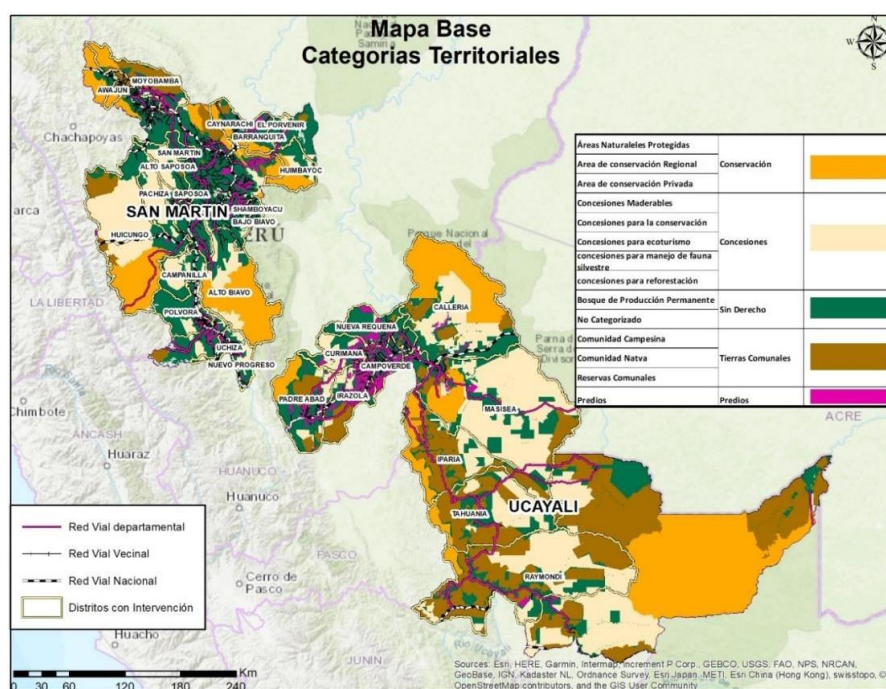 Mapa Base
Categorias Territoriales
N
W
E
S
MOYOBAMBA
AWAJUN
Chachapoyas
CAYNARACHI
EL PORVENIR
BARRANQUITA
SAN MARTIN
ALTO SAPOSOA
HUIMBAYOC
PACHIZA
SAPOSOA
SHAMBOYACU
SAN MARTIN
BAJO BIAVO
HUICUNGO
CAMPANILLA
ALTO BIAVO
LA LIBERTAD
POLVORA
UCHIZA
NUEVO PROGRESO
Parque Nacional
CALLERIA
NUEVA REQUENA
CURIMANA
CAMPOVERDE
PADRE ABAD
IRAZOLA
MASISEA
Chimbote
ANCASH
Huaraz
HUANUCO
Huanuco
IPARIA
ACRE
TAHUANIA
UCAYALI
PASCO
Cerro de
Pasco
RAYMONDI
Huacho
JUNIN
Rio Ucayali
Áreas Naturales Protegidas
Area de conservación Regional
Area de conservación Privada
Conservación
Concesiones Maderables
Concesiones para la conservación
Concesiones para ecoturismo
concesiones para manejo de fauna
silvestre
concesiones para reforestación
Concesiones
Bosque de Producción Permanente
No Categorizado
Sin Derecho
Comunidad Campesina
Comunidad Natva
Reservas Comunales
Tierras Comunales
Predios
Predios
Red Vial departamental
Red Vial Vecinal
Red Vial Nacional
Distritos con Intervención
Km
0 30 60 120 180 240
Sources: Esri, HERE, Garmin, Intermap, increment P Corp., GEBCO, USGS, FAO, NPS, NRCAN,
GeoBase, IGN, Kadaster NL, Ordnance Survey, Esri Japan, METI, Esri China (Hong Kong), swisstopo, ©
OpenStreetMap contributors, and the GIS User Community